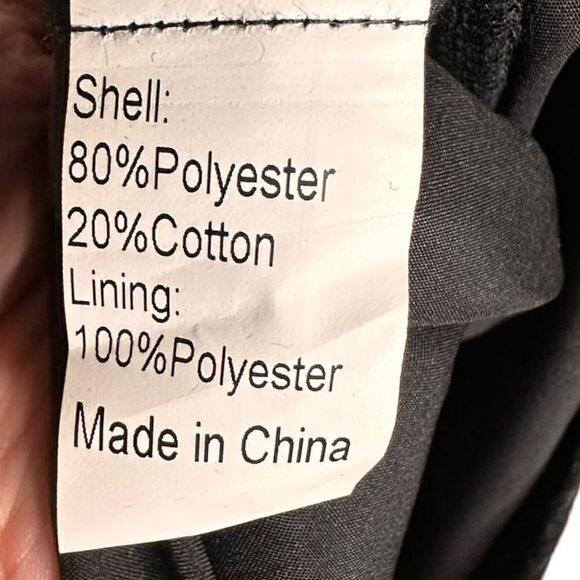 Shell:
80%Polyester
20%Cotton
Lining:
100%Polyester
Made in China